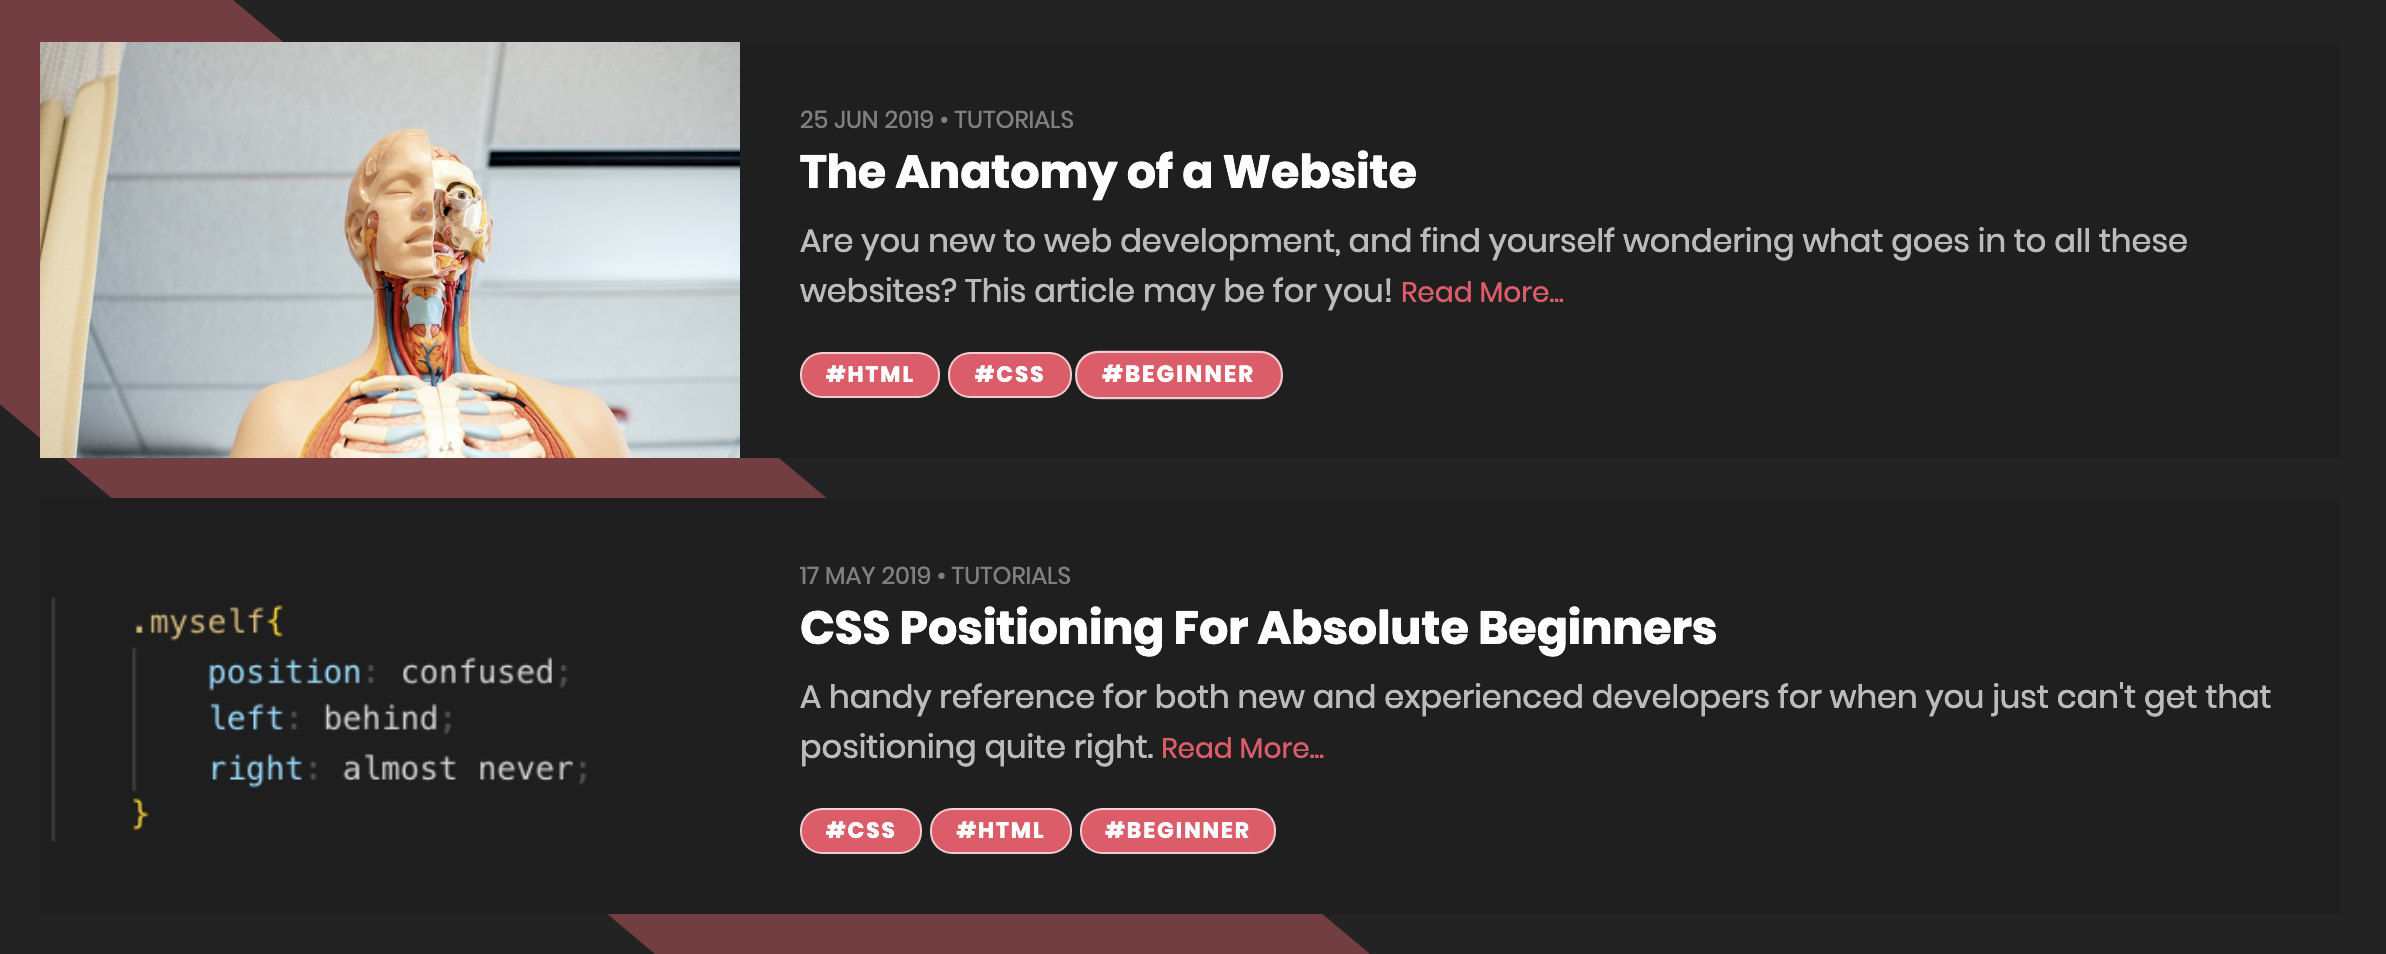 25 JUN 2019 • TUTORIALS
The Anatomy of a Website
Are you new to web development, and find yourself wondering what goes in to all these
websites? This article may be for you! Read More...
#HTML #CSS #BEGINNER
.myself{
position: confused;
left: behind;
right: almost never;
}
17 MAY 2019 • TUTORIALS
CSS Positioning For Absolute Beginners
A handy reference for both new and experienced developers for when you just can't get that
positioning quite right. Read More...
#CSS #HTML #BEGINNER